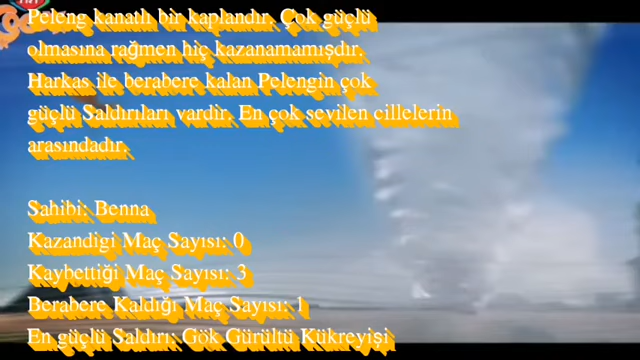 TRT
Peleng kanatlı bir kaplandır. Çok güçlü
olmasına rağmen hiç kazanamamışdır.
Harkas ile berabere kalan Pelengin çok
güçlü Saldırıları vardir. En çok sevilen cillelerin
arasındadır.
Sahibi: Benna
Kazandigi Maç Sayısı: 0
Kaybettiği Maç Sayısı: 3
Berabere Kaldığı Maç Sayısı: 1
En güçlü Saldırı: Gök Gürültü Kükreyişi